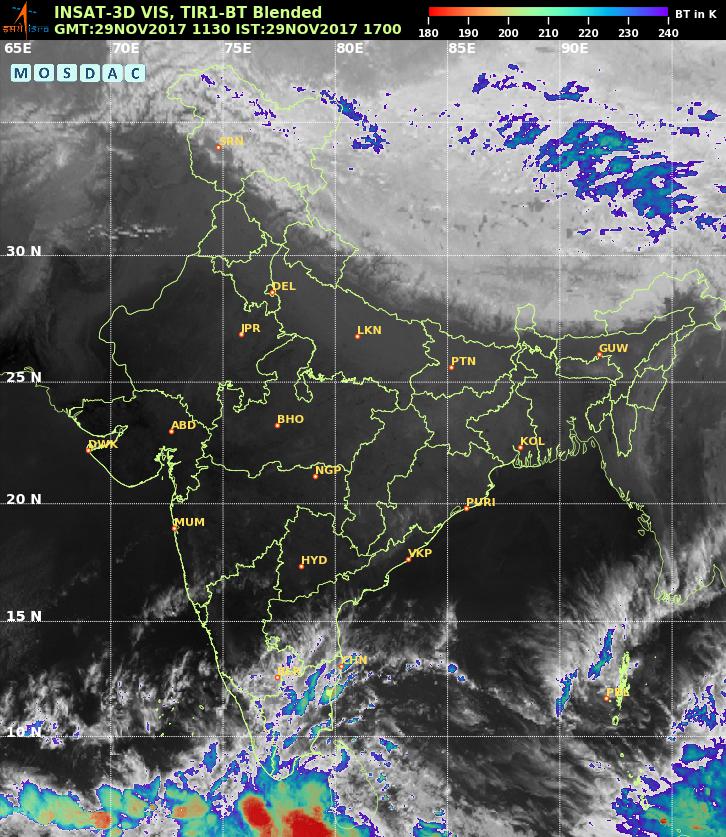 INSAT-3D VIS, TIR1-BT Blended
GMT:29NOV2017 1130 IST:29NOV2017 1700
BT in K
180 190 200 210 220 230 240
65E 70E 75E 80E 85E 90E
MOSDAC
SRN
30 N
DEL
JPR LKN
GUW
PTN
25 N
ABD BHO
DWK KOL
NGP
20 N
PURI
MUM
VKP
HYD
15 N
CHN
10 N